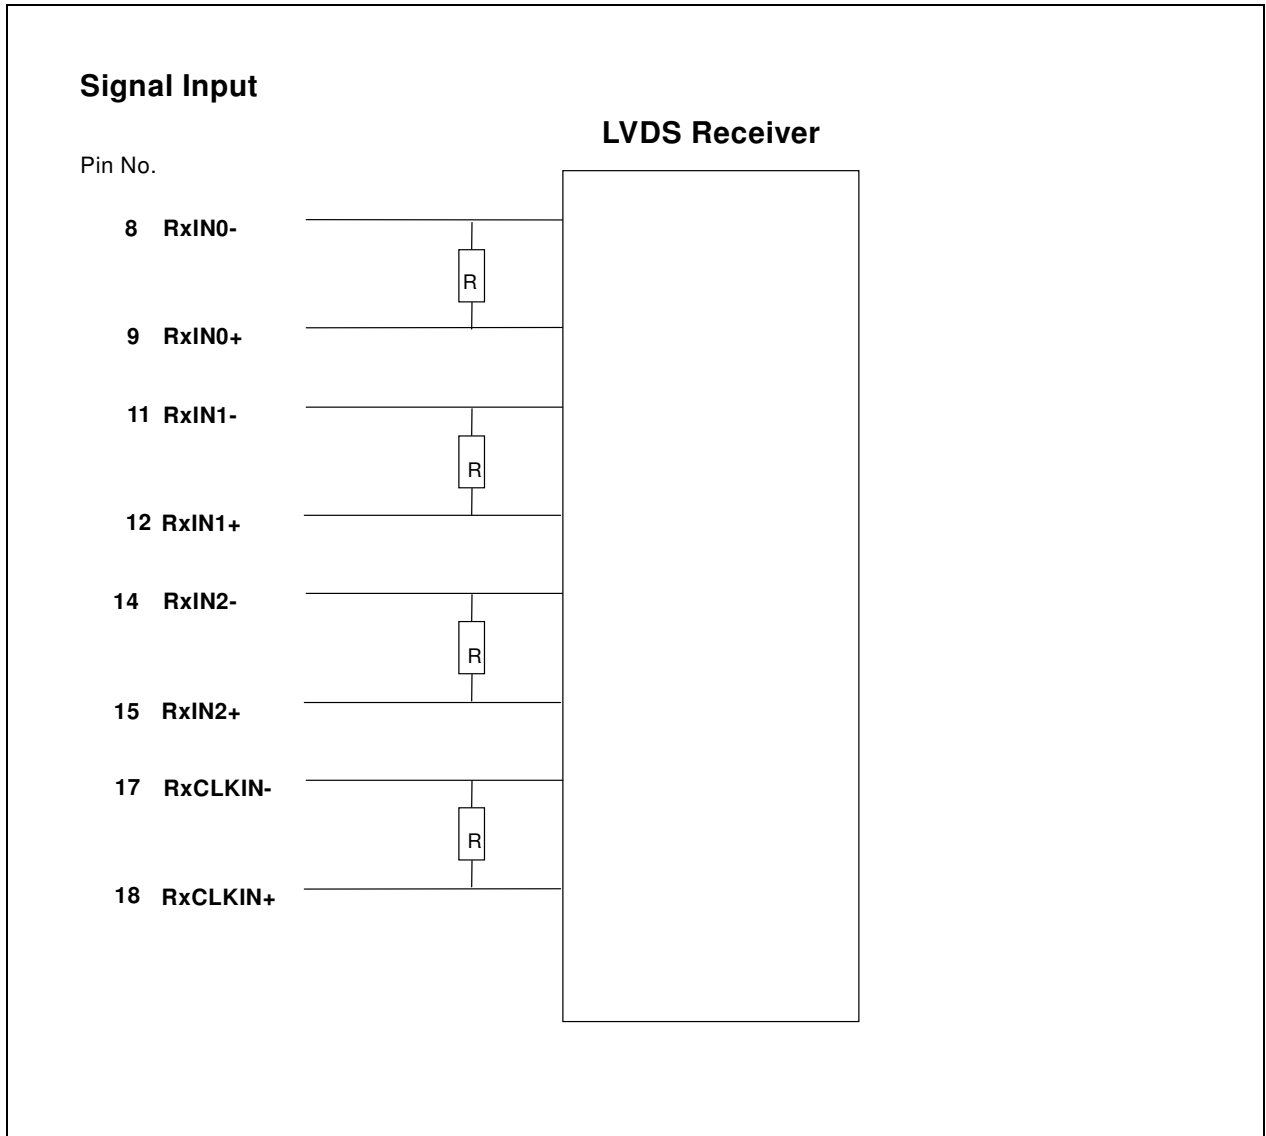 Signal Input
LVDS Receiver
Pin No.
8 RxIN0-
R
9 RxIN0+
11 RxIN1-
R
12 RxIN1+
14 RxIN2-
R
15 RxIN2+
17 RxCLKIN-
R
18 RxCLKIN+